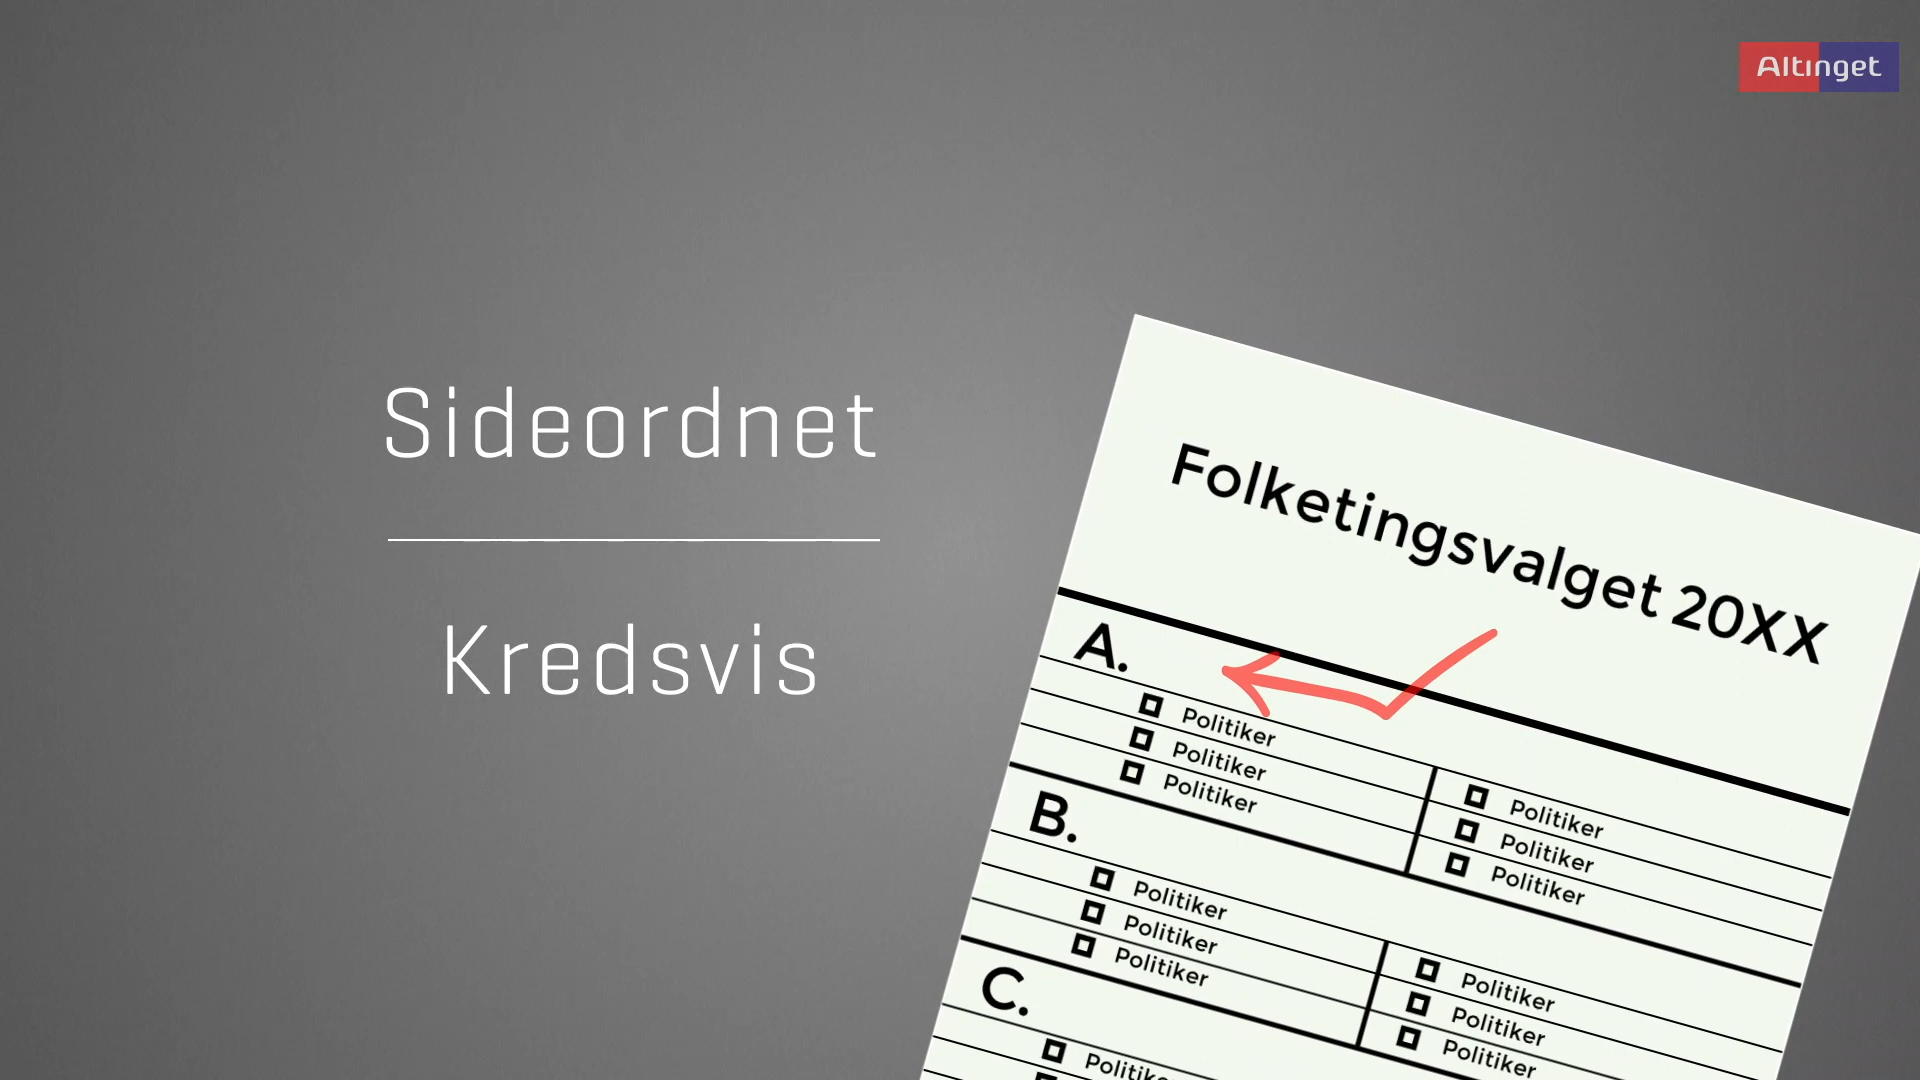 Altinget
Sideordnet
Kredsvis
Folketingsvalget 20XX
A.
Politiker
Politiker
Politiker
Politiker
Politiker
Politiker
B.
Politiker
Politiker
Politiker
Politiker
Politiker
Politiker
C.